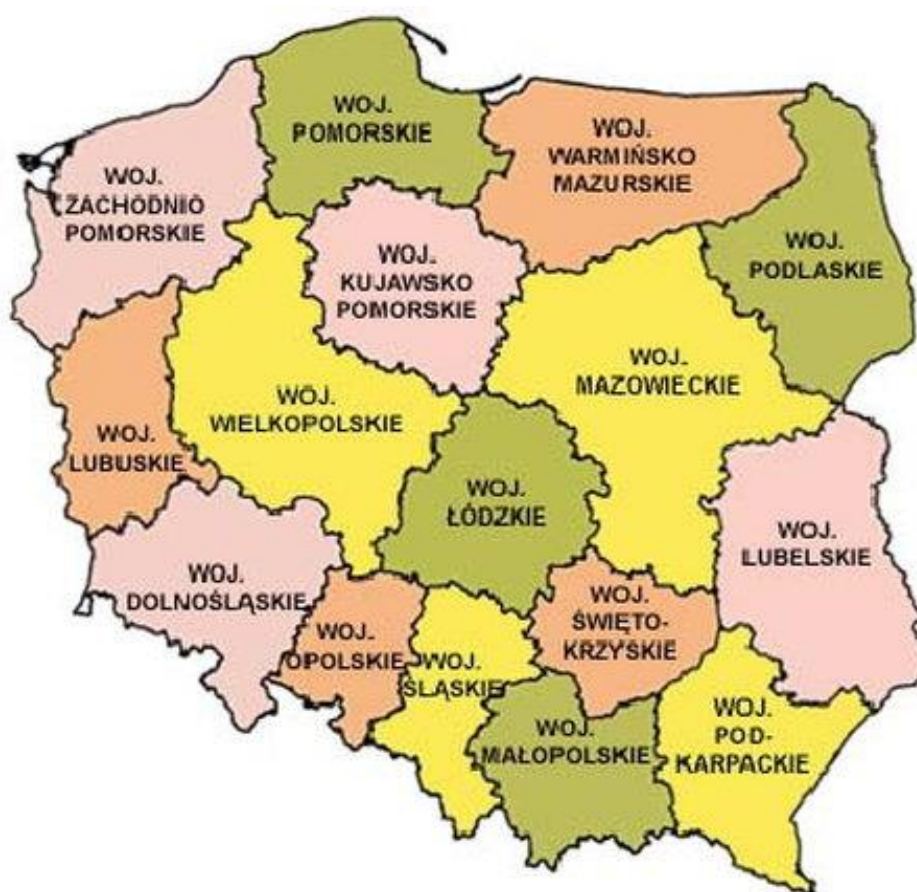 WOJ.
POMORSKIE
WOJ.
WARMIŃSKO
MAZURSKIE
WOJ.
ZACHODNIO
POMORSKIE
WOJ.
KUJAWSKO
POMORSKIE
WOJ.
PODLASKIE
WOJ.
MAZOWIECKIE
WOJ.
WIELKOPOLSKIE
WOJ.
LUBUSKIE
WOJ.
ŁÓDZKIE
WOJ.
LUBELSKIE
WOJ.
DOLNOŚLĄSKIE
WOJ.
OPOLSKIE
WOJ.
ŚLĄSKIE
WOJ.
ŚWIĘTO-
KRZYSKIE
WOJ.
MAŁOPOLSKIE
WOJ.
POD-
KARPACKIE